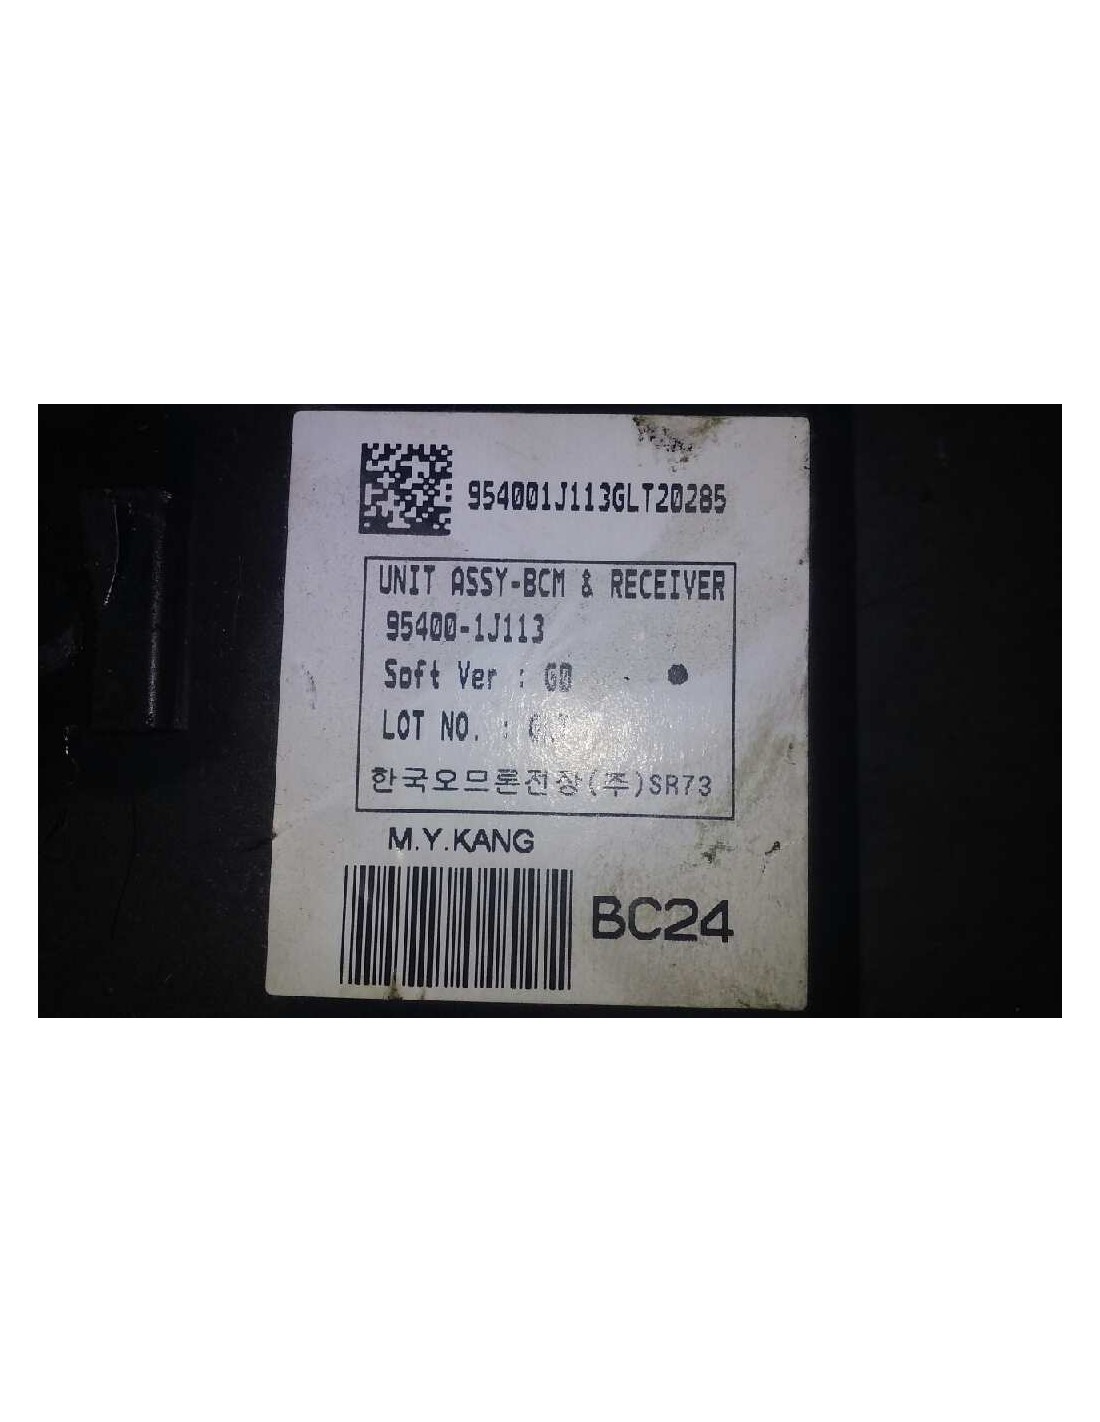 954001J113GLT20285
UNIT ASSY-BCM & RECEIVER
95400-1J113
Soft Ver :
LOT NO. :
한국오므론전장(주)SR73
M.Y.KANG
BC24